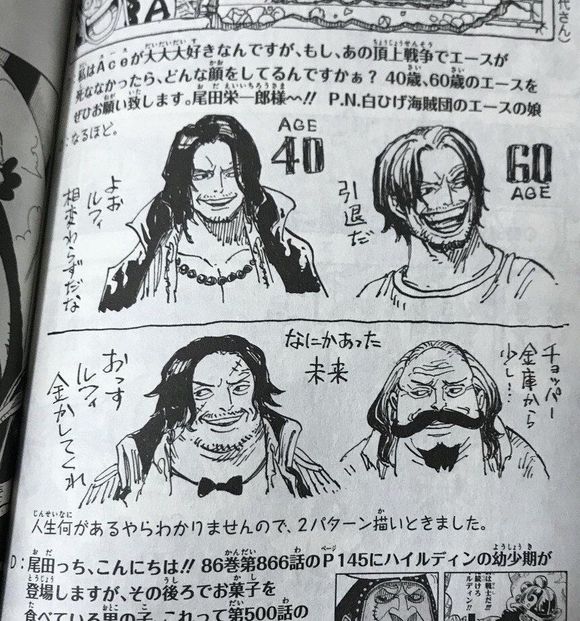 RA
代さん)
私はAceが大大大好きなんですが、もし、あの頂上戦争でエースが
死ななかったら、どんな顔をしてるんですかぁ? 40歳、60歳のエースを
ぜひお願い致します。尾田栄一郎様〜!! P.N.白ひげ海賊団のエースの娘
:なるほど。
AGE
40
60
AGE
よお
ルフィ
相変わらずだな
引退だ
なにかあった
未来
おっす
ルフィ
金かしてくれ
チョッパー
金庫から
少し…
人生何があるやらわかりませんので、2パターン描いときました。
D:尾田っち、こんにちは!! 86巻第866話のP145にハイルディンの幼少期が
登場しますが、その後ろでお菓子を
食べている男の子、これって第500話の